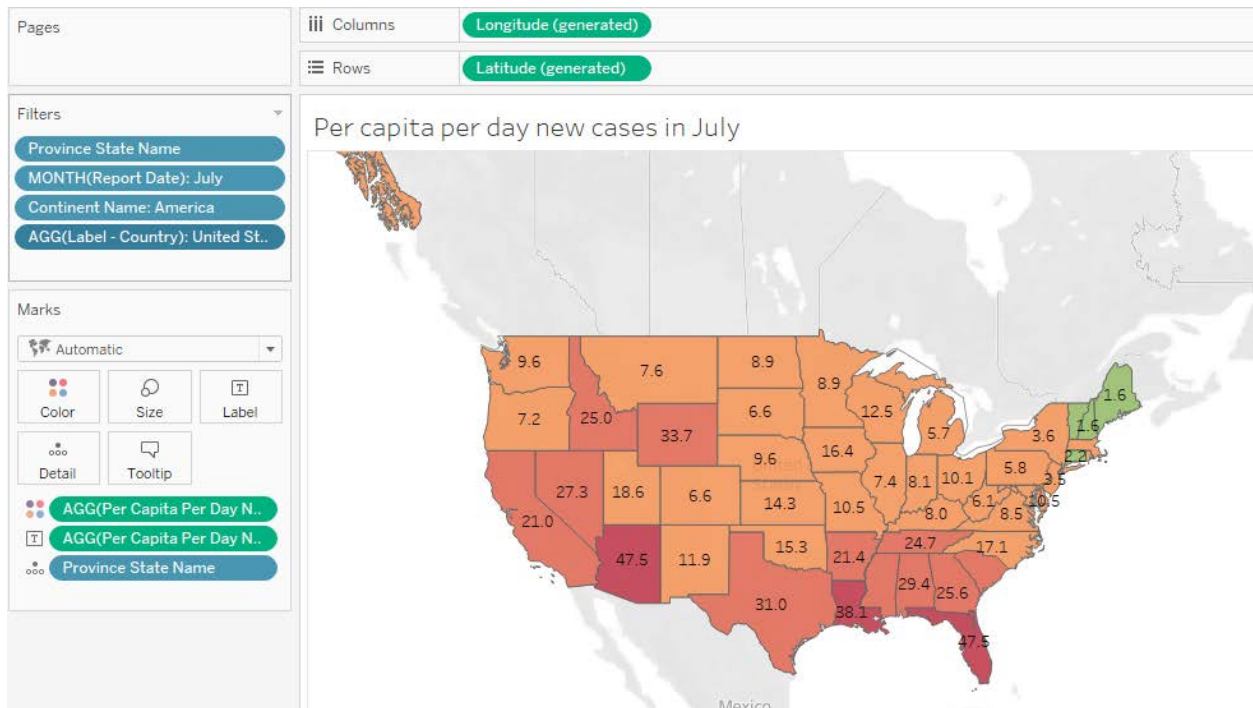 Pages
Columns
Longitude (generated)
Rows
Latitude (generated)
Filters
Province State Name
MONTH(Report Date): July
Continent Name: America
AGG(Label - Country): United St..
Marks
Automatic
Color
Size
Label
Detail
Tooltip
AGG(Per Capita Per Day N..
AGG(Per Capita Per Day N..
Province State Name
Per capita per day new cases in July
9.6
7.6
8.9
8.9
1.6
7.2
25.0
33.7
6.6
12.5
5.7
3.6
1.6
2.2
27.3
18.6
6.6
9.6
16.4
7.4
8.1
10.1
5.8
3.5
21.0
14.3
10.5
8.0
6.1
8.5
10.5
47.5
11.9
15.3
21.4
24.7
17.1
31.0
38.1
29.4
25.6
47.5
United
States
Mexico